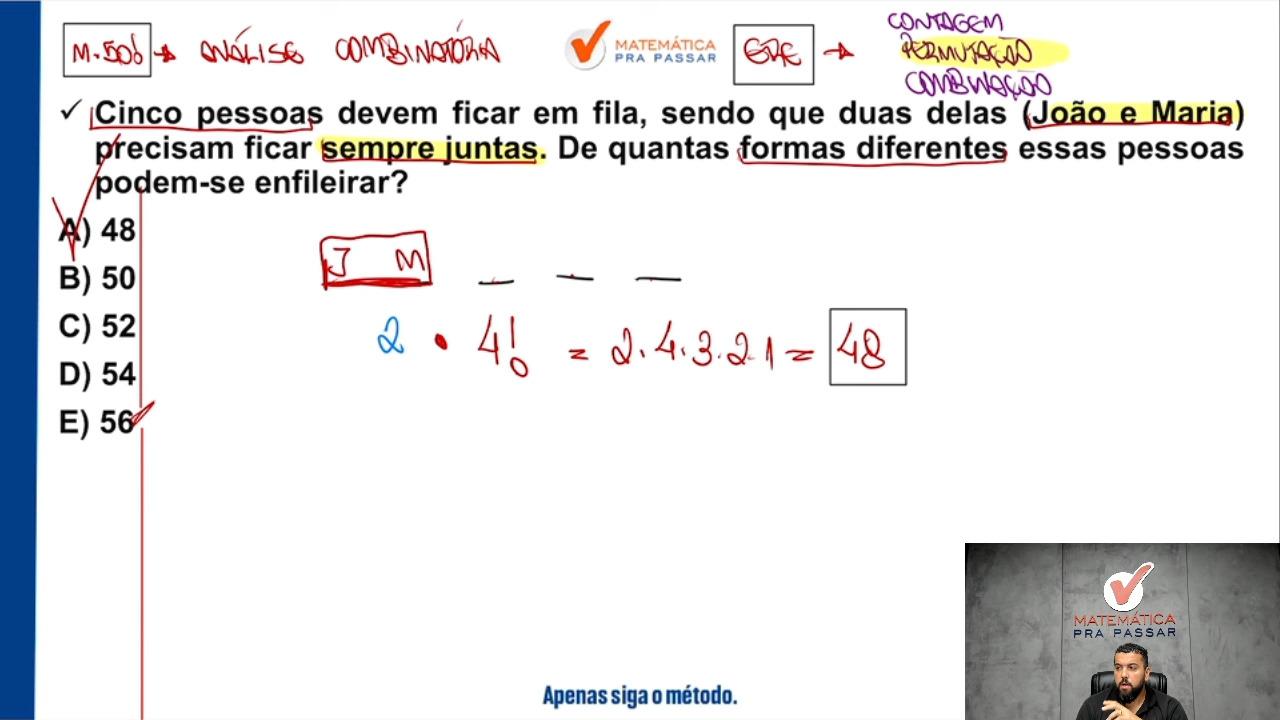 M.50! → ANÁLISE COMBINATÓRIA
MATEMÁTICA
PRA PASSAR
→
CONTAGEM
PERMUTAÇÃO
COMBINAÇÃO
✓ Cinco pessoas devem ficar em fila, sendo que duas delas (João e Maria)
precisam ficar sempre juntas. De quantas formas diferentes essas pessoas
podem-se enfileirar?
A) 48
B) 50
C) 52
D) 54
E) 56
J M
2 . 4! = 2.4.3.2.1 = 48
MATEMÁTICA
PRA PASSAR
Apenas siga o método.